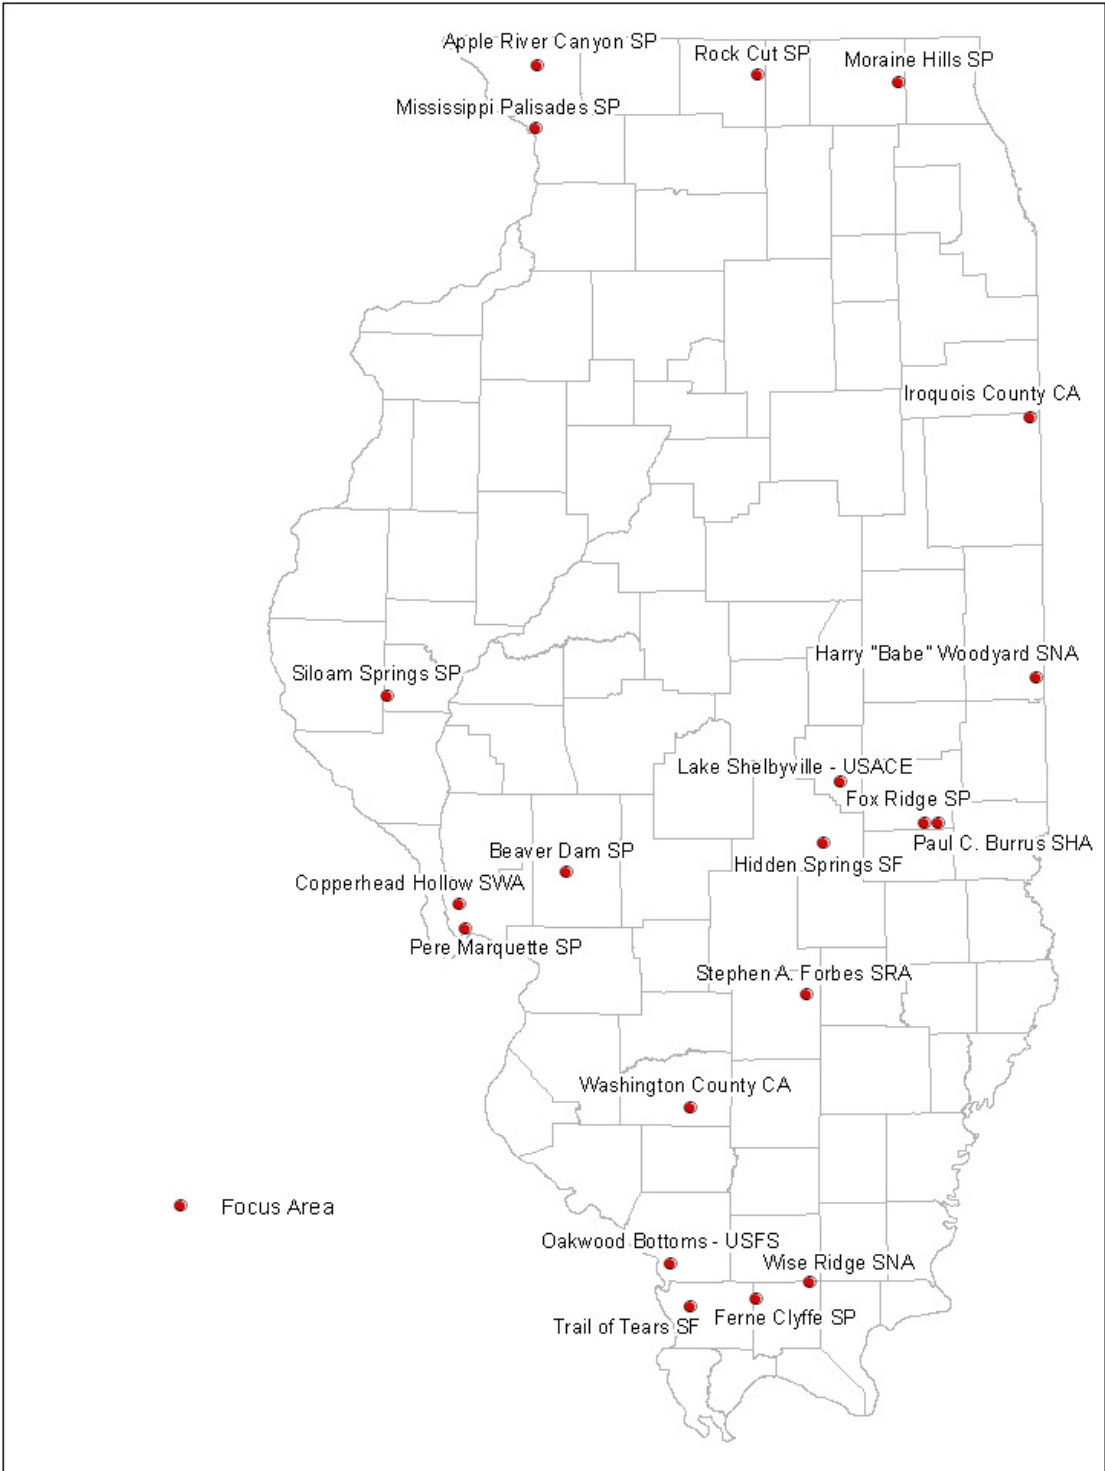 Apple River Canyon SP
Rock Cut SP
Moraine Hills SP
Mississippi Palisades SP
Iroquois County CA
Harry "Babe" Woodyard SNA
Siloam Springs SP
Lake Shelbyville - USACE
Fox Ridge SP
Paul C. Burrus SHA
Beaver Dam SP
Hidden Springs SF
Copperhead Hollow SWA
Pere Marquette SP
Stephen A. Forbes SRA
Washington County CA
Focus Area
Oakwood Bottoms - USFS
Wise Ridge SNA
Ferne Clyffe SP
Trail of Tears SF